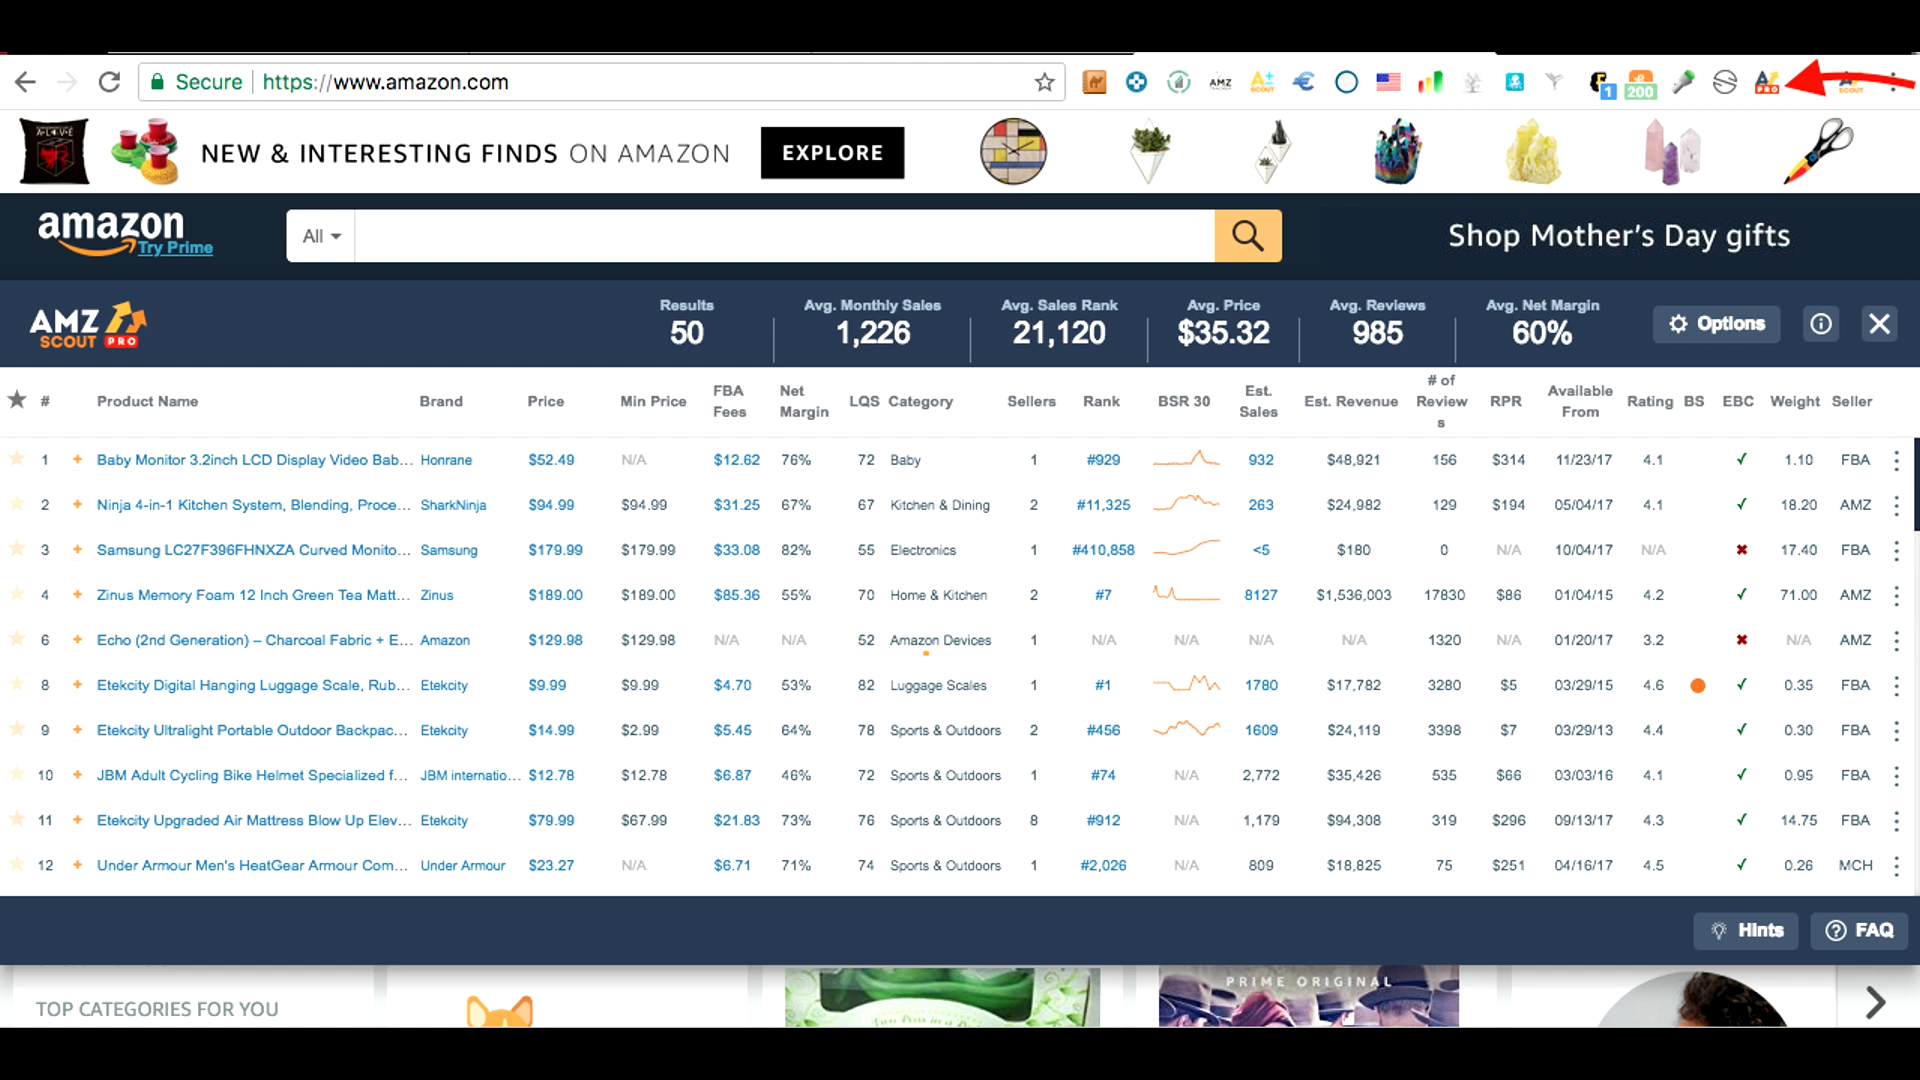 Secure https://www.amazon.com
AMZ
A+ SCOUT
1
200
PRO
SCOUT
NEW & INTERESTING FINDS ON AMAZON EXPLORE
amazon
Try Prime
All
Shop Mother's Day gifts
AMZ SCOUT PRO
Results 50
Avg. Monthly Sales 1,226
Avg. Sales Rank 21,120
Avg. Price $35.32
Avg. Reviews 985
Avg. Net Margin 60%
Options
# Product Name Brand Price Min Price FBA Fees Net Margin LQS Category Sellers Rank BSR 30 Est. Sales Est. Revenue # of Reviews RPR Available From Rating BS EBC Weight Seller
1 + Baby Monitor 3.2inch LCD Display Video Bab... Honrane $52.49 N/A $12.62 76% 72 Baby 1 #929 932 $48,921 156 $314 11/23/17 4.1 ✓ 1.10 FBA
2 + Ninja 4-in-1 Kitchen System, Blending, Proce... SharkNinja $94.99 $94.99 $31.25 67% 67 Kitchen & Dining 2 #11,325 263 $24,982 129 $194 05/04/17 4.1 ✓ 18.20 AMZ
3 + Samsung LC27F396FHNXZA Curved Monito... Samsung $179.99 $179.99 $33.08 82% 55 Electronics 1 #410,858 <5 $180 0 N/A 10/04/17 N/A ✖ 17.40 FBA
4 + Zinus Memory Foam 12 Inch Green Tea Matt... Zinus $189.00 $189.00 $85.36 55% 70 Home & Kitchen 2 #7 8127 $1,536,003 17830 $86 01/04/15 4.2 ✓ 71.00 AMZ
6 + Echo (2nd Generation) – Charcoal Fabric + E... Amazon $129.98 $129.98 N/A N/A 52 Amazon Devices 1 N/A N/A N/A N/A 1320 N/A 01/20/17 3.2 ✖ N/A AMZ
8 + Etekcity Digital Hanging Luggage Scale, Rub... Etekcity $9.99 $9.99 $4.70 53% 82 Luggage Scales 1 #1 1780 $17,782 3280 $5 03/29/15 4.6 ✓ 0.35 FBA
9 + Etekcity Ultralight Portable Outdoor Backpac... Etekcity $14.99 $2.99 $5.45 64% 78 Sports & Outdoors 2 #456 1609 $24,119 3398 $7 03/29/13 4.4 ✓ 0.30 FBA
10 + JBM Adult Cycling Bike Helmet Specialized f... JBM internatio... $12.78 $12.78 $6.87 46% 72 Sports & Outdoors 1 #74 N/A 2,772 $35,426 535 $66 03/03/16 4.1 ✓ 0.95 FBA
11 + Etekcity Upgraded Air Mattress Blow Up Elev... Etekcity $79.99 $67.99 $21.83 73% 76 Sports & Outdoors 8 #912 N/A 1,179 $94,308 319 $296 09/13/17 4.3 ✓ 14.75 FBA
12 + Under Armour Men's HeatGear Armour Com... Under Armour $23.27 N/A $6.71 71% 74 Sports & Outdoors 1 #2,026 N/A 809 $18,825 75 $251 04/16/17 4.5 ✓ 0.26 MCH
Hints FAQ
TOP CATEGORIES FOR YOU
PRIME ORIGINAL